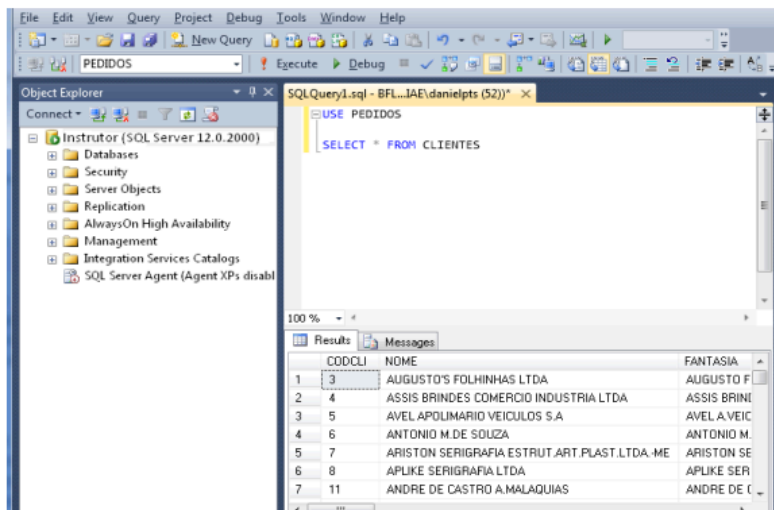 File Edit View Query Project Debug Tools Window Help
New Query
PEDIDOS Execute Debug
Object Explorer
Connect
Instrutor (SQL Server 12.0.2000)
Databases
Security
Server Objects
Replication
AlwaysOn High Availability
Management
Integration Services Catalogs
SQL Server Agent (Agent XPs disabl
SQLQuery1.sql - BFL...IAE\danielpts (52))*
USE PEDIDOS
SELECT * FROM CLIENTES
100 %
Results Messages
CODCLI NOME FANTASIA
1 3 AUGUSTO'S FOLHINHAS LTDA AUGUSTO F
2 4 ASSIS BRINDES COMERCIO INDUSTRIA LTDA ASSIS BRIND
3 5 AVEL APOLIMARIO VEICULOS S.A AVEL A.VEIC
4 6 ANTONIO M.DE SOUZA ANTONIO M.
5 7 ARISTON SERIGRAFIA ESTRUT.ART.PLAST.LTDA.-ME ARISTON SE
6 8 APLIKE SERIGRAFIA LTDA APLIKE SER
7 11 ANDRE DE CASTRO A.MALAQUIAS ANDRE DE